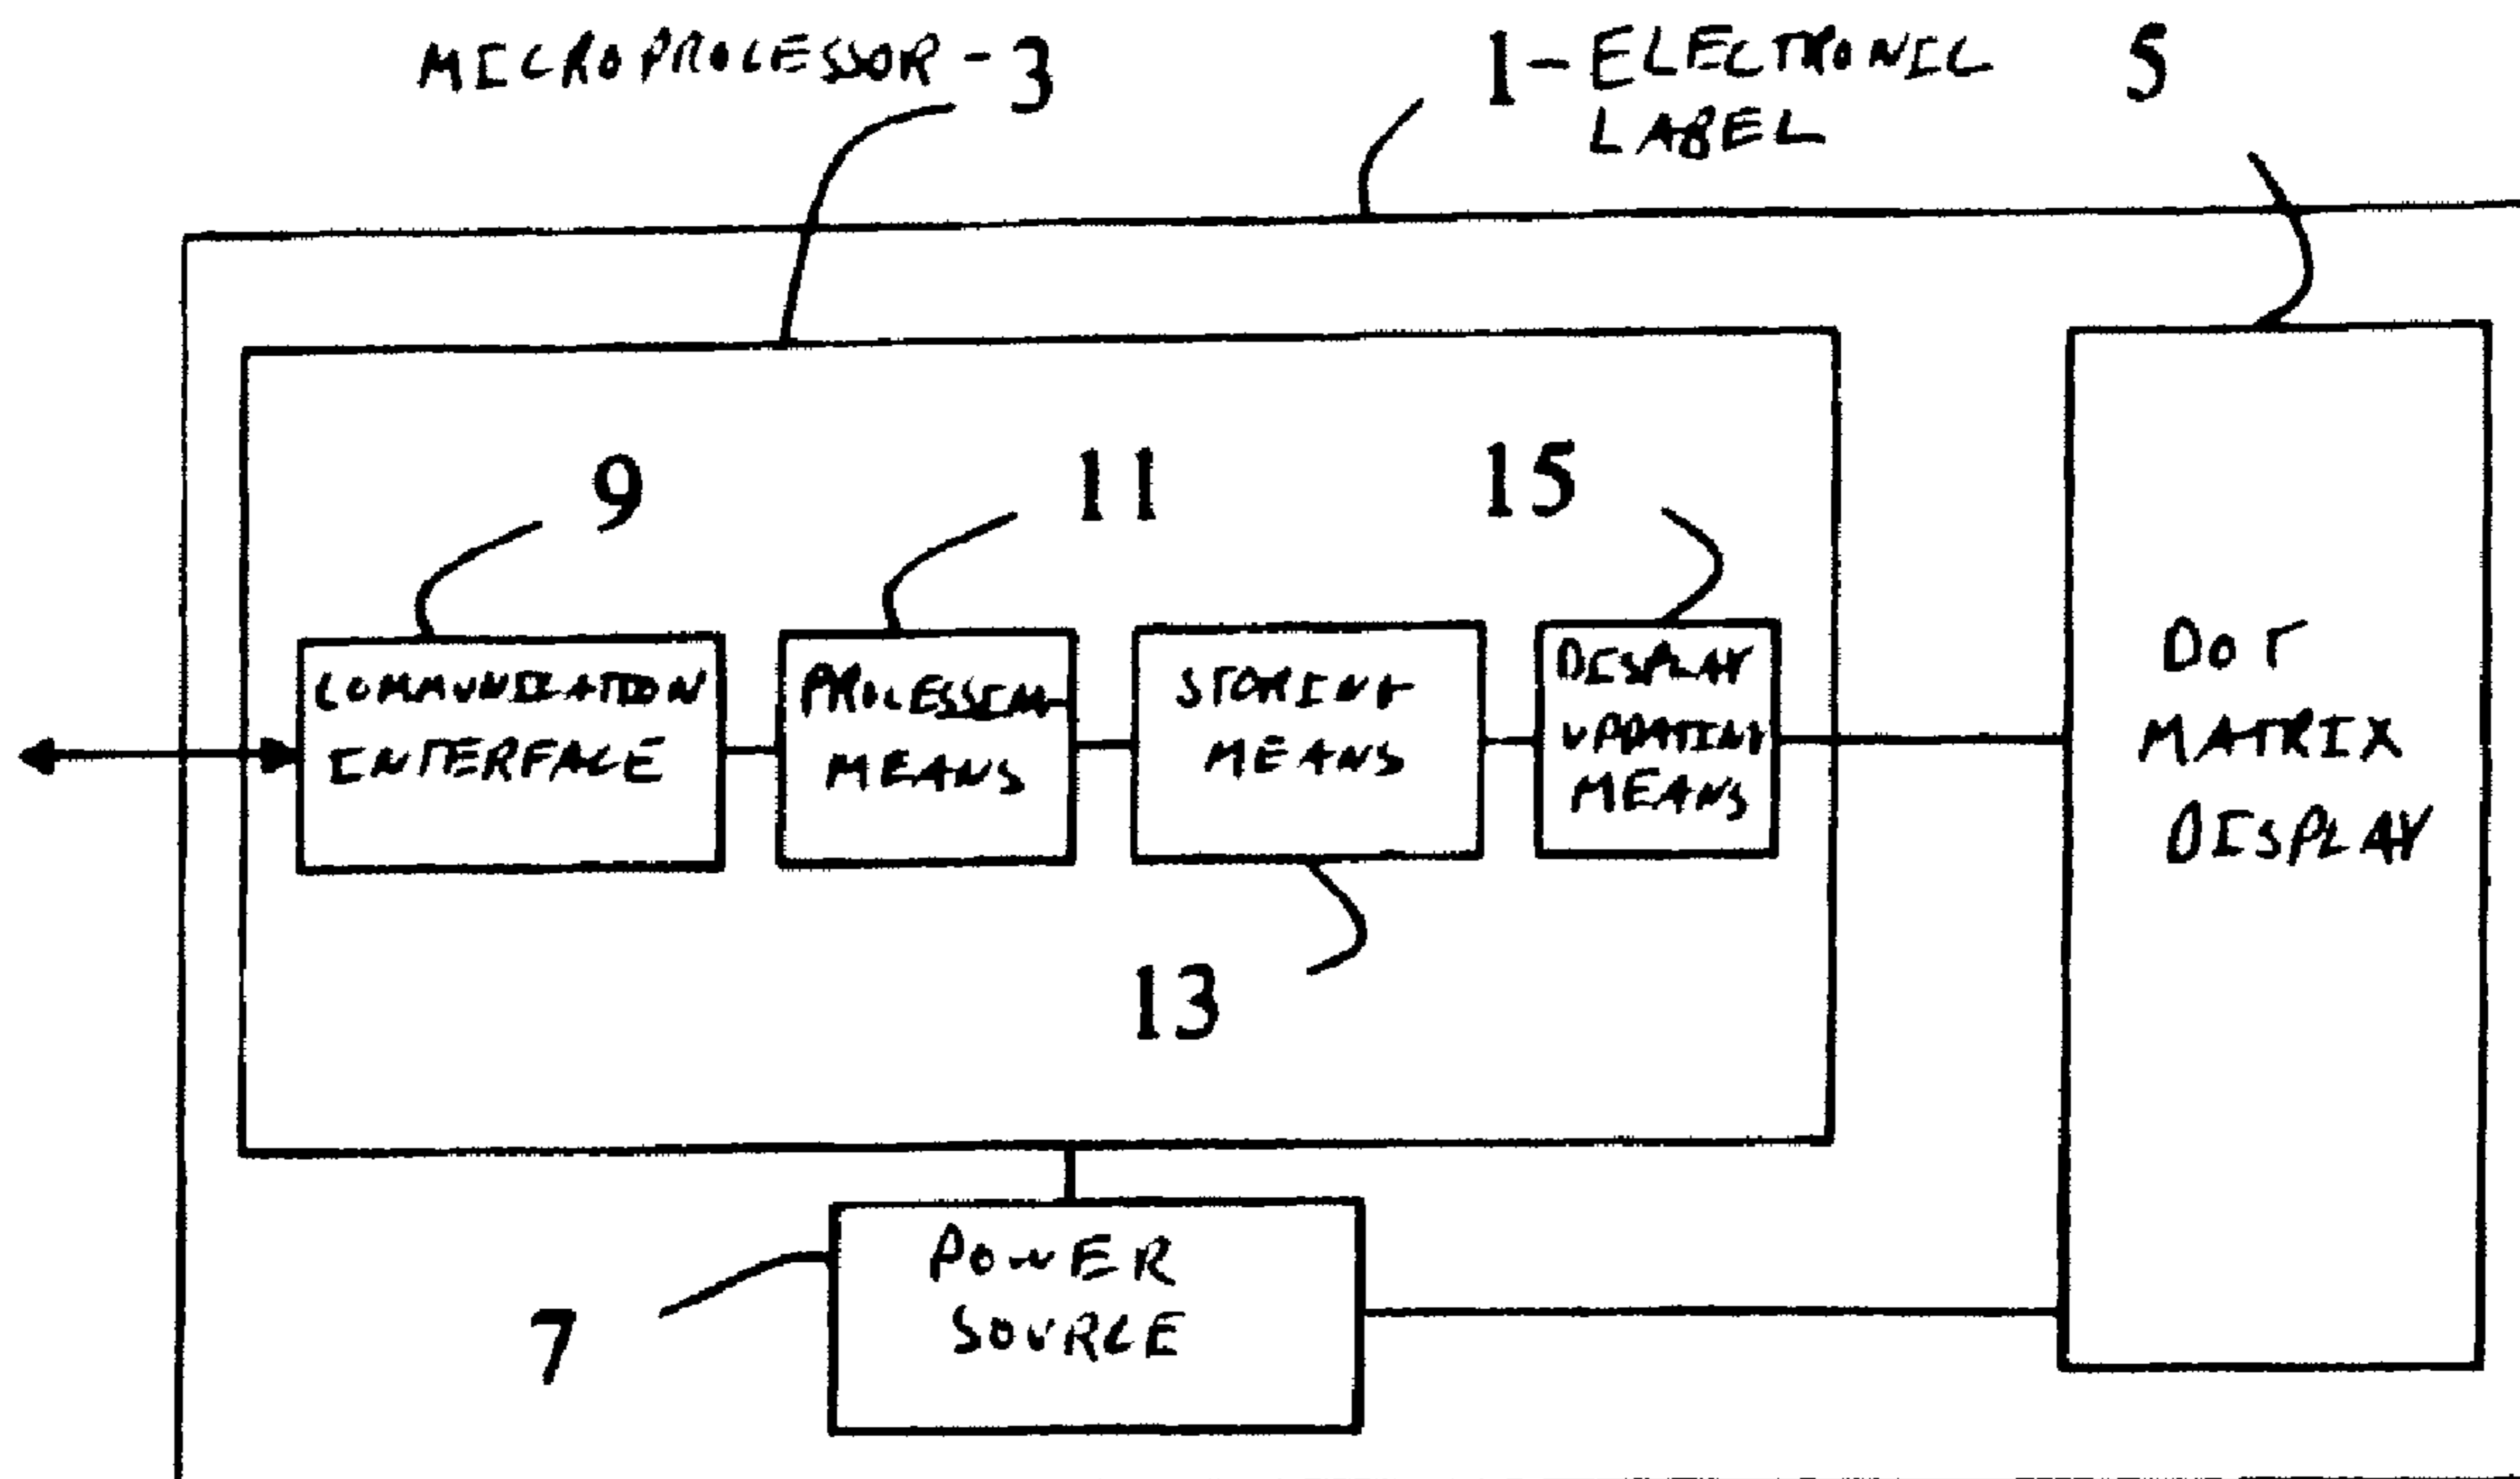 MICROPROCESSOR - 3
1 - ELECTRONIC
LABEL
5
9
11
15
COMMUNICATION
INTERFACE
PROCESSING
MEANS
STORING
MEANS
DISPLAY
UPDATING
MEANS
DOT
MATRIX
DISPLAY
13
POWER
SOURCE
7